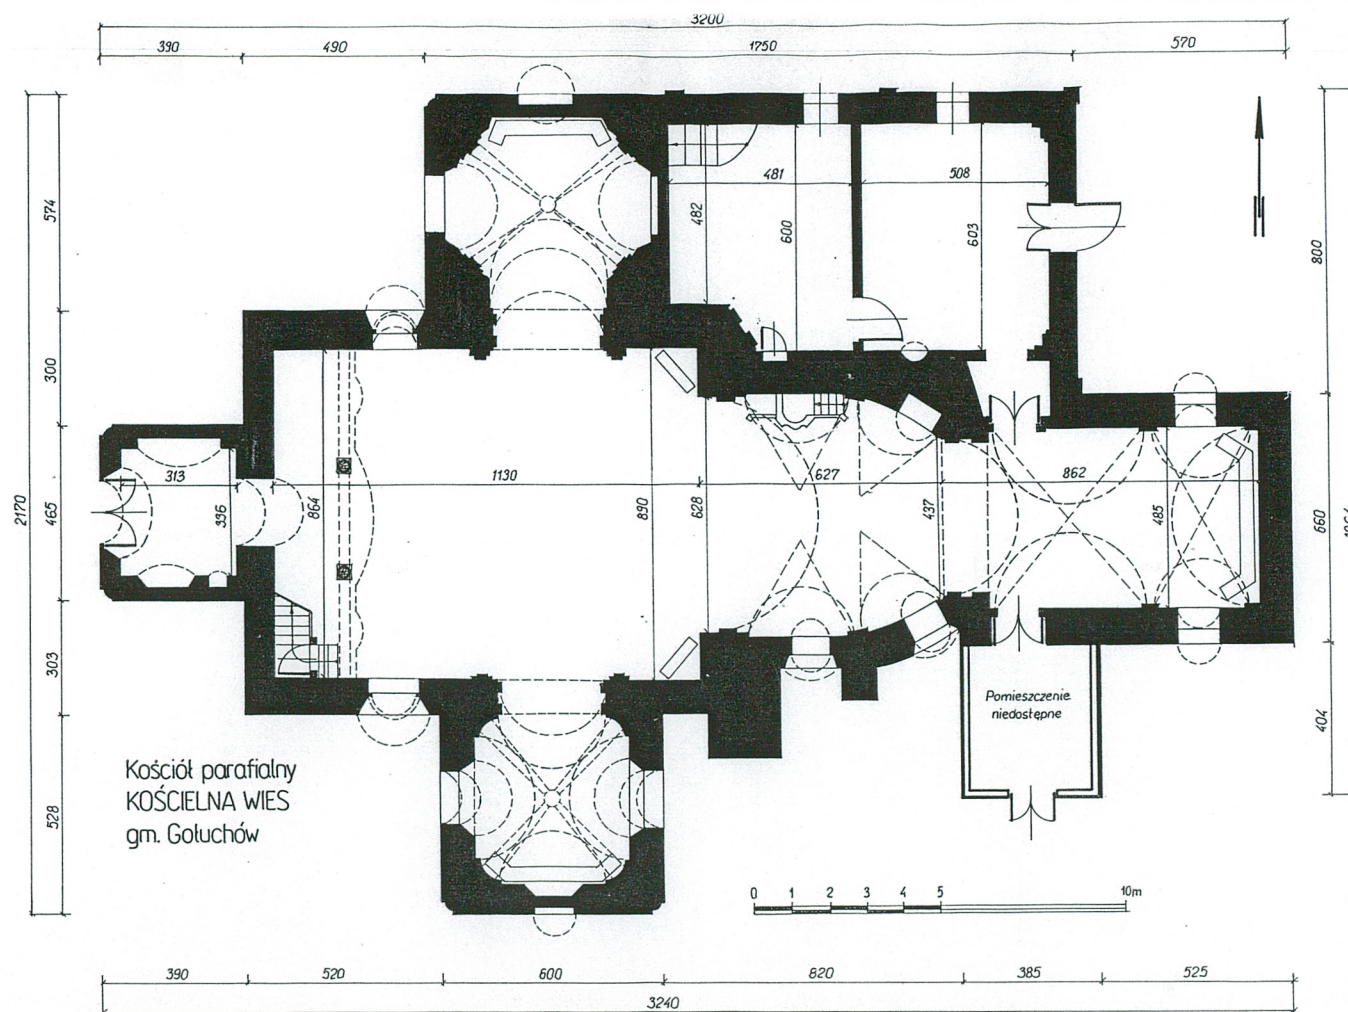 3200
390 490 1750 570
574
300
2170 465
303
528
800
660
404
481 508
482 600 603
313 1130 627 862
336 864 890 628 437 485
Pomieszczenie
niedostępne
Kościół parafialny
KOŚCIELNA WIES
gm. Gołuchów
0 1 2 3 4 5 10m
390 520 600 820 385 525
3240